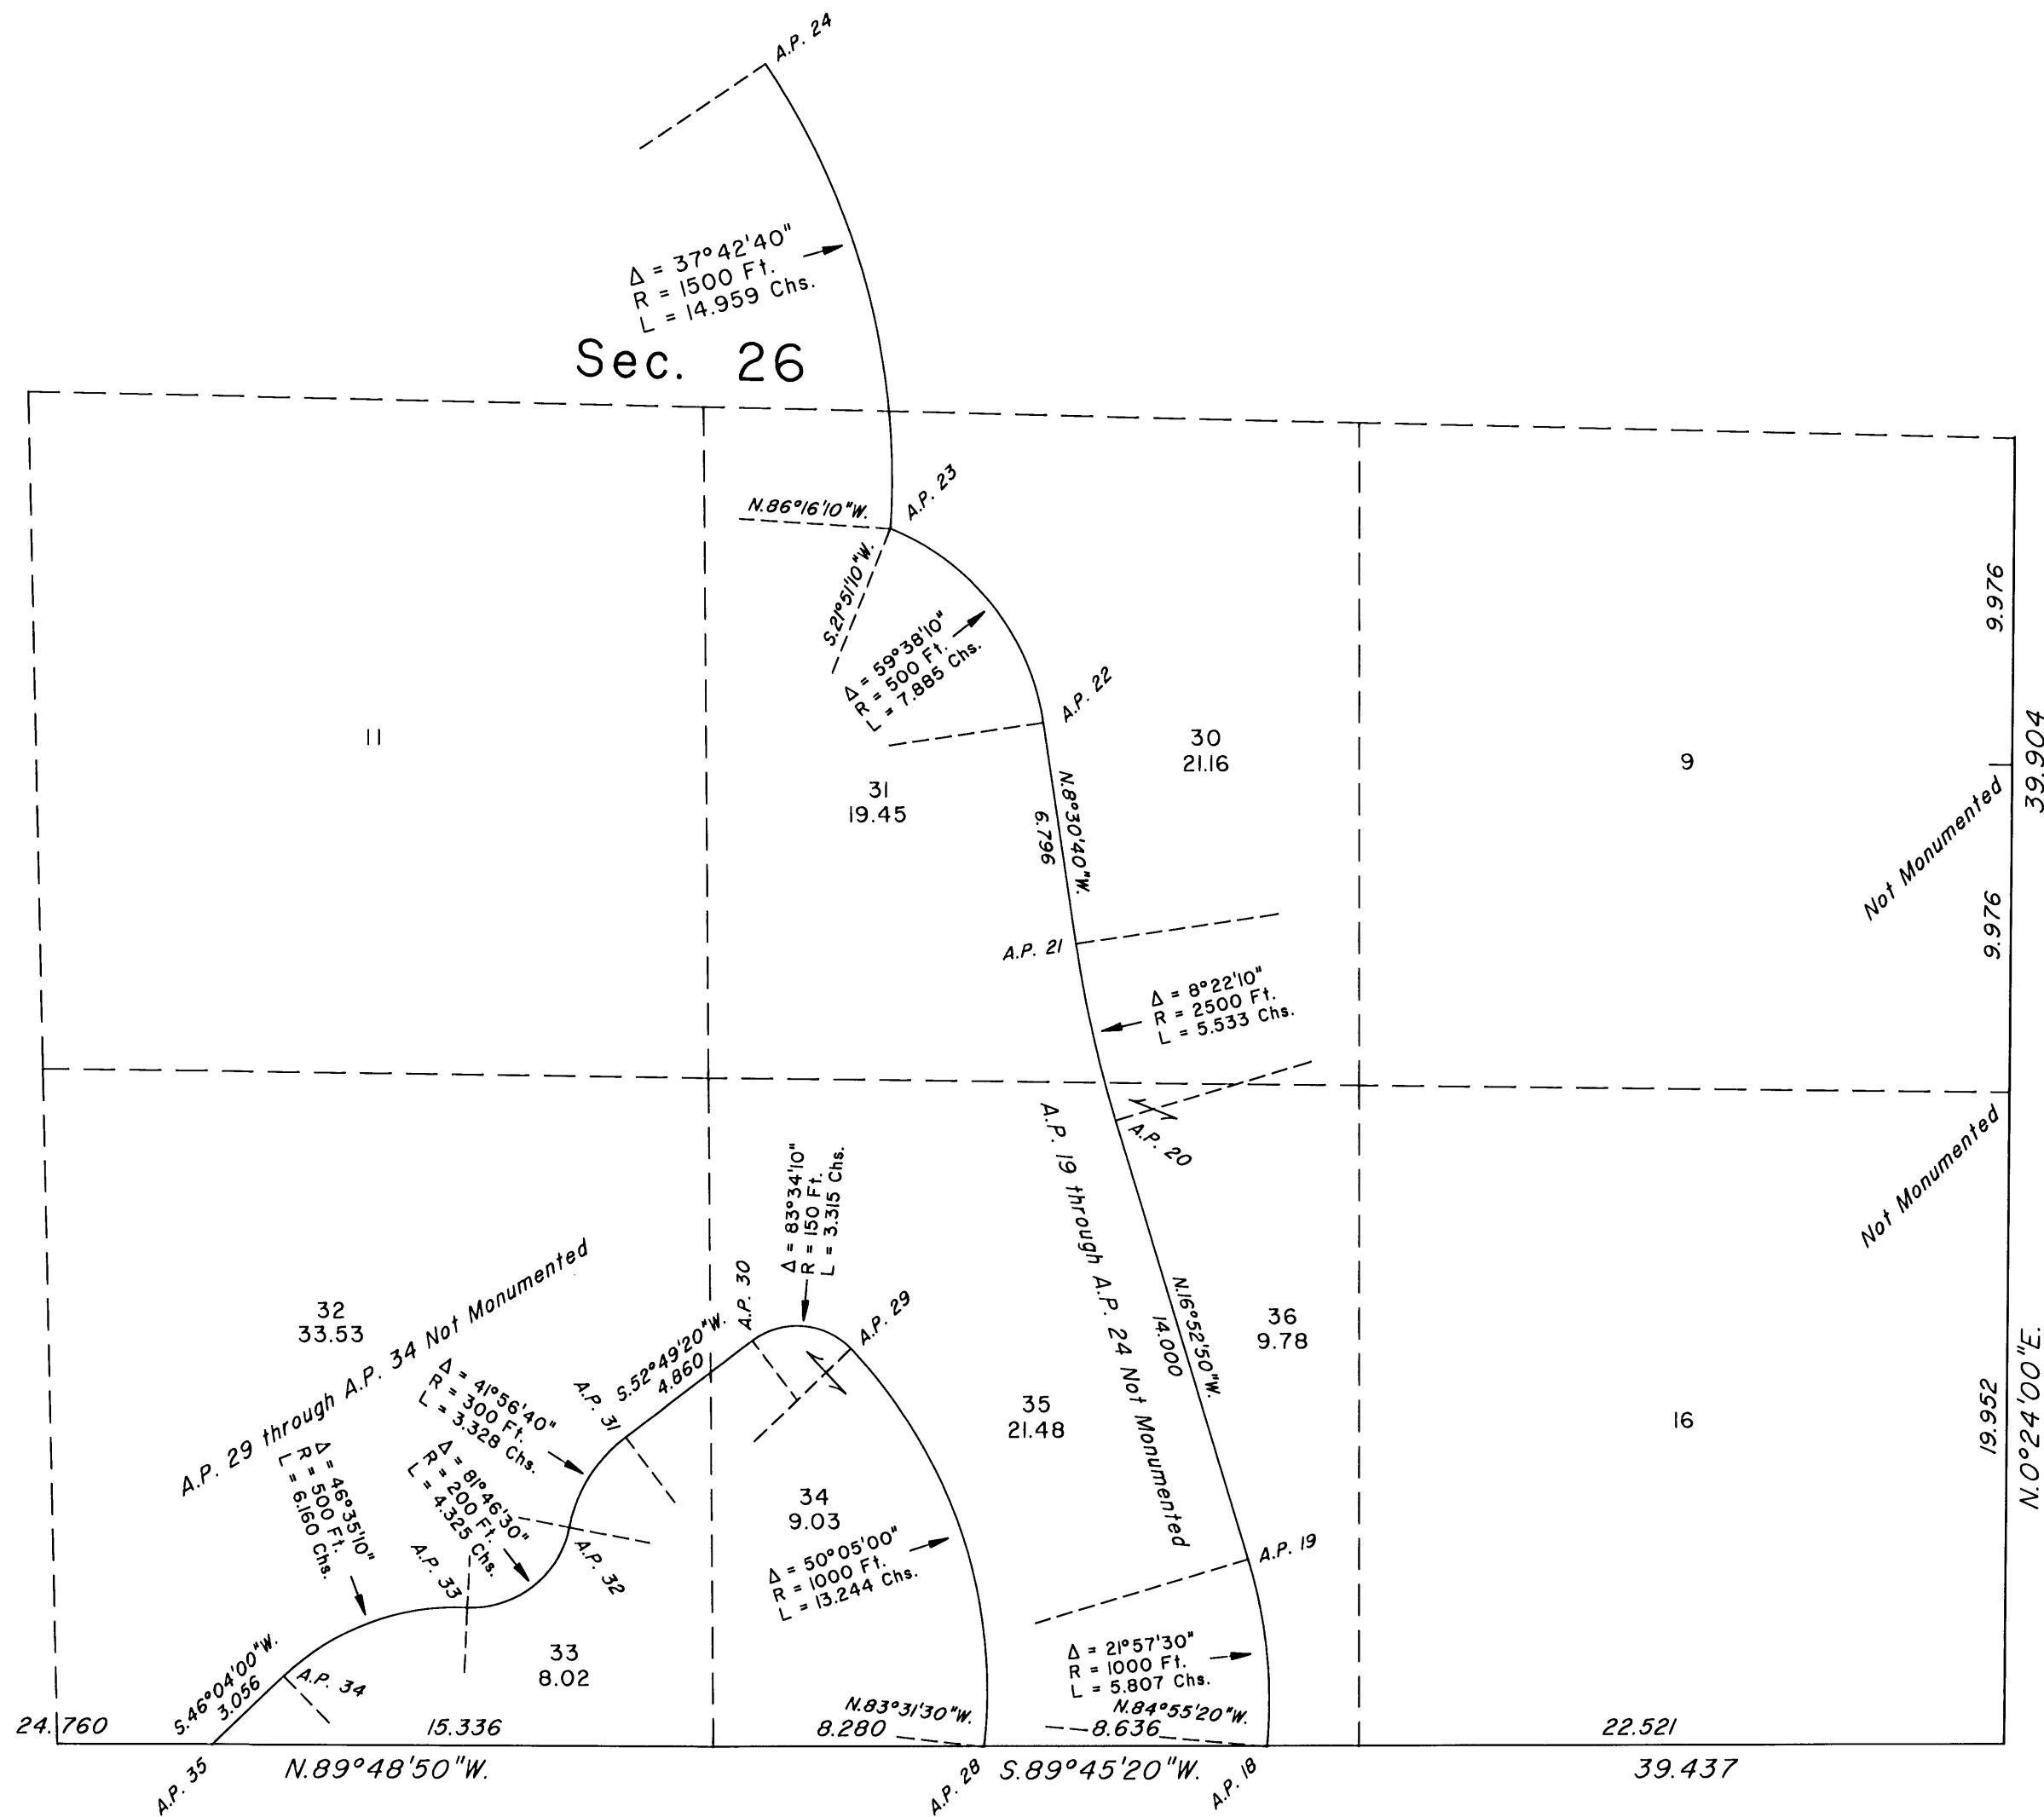 A.P. 24
Δ = 37°42'40"
R = 1500 Ft.
L = 14.959 Chs.
Sec. 26
N.86°16'10"W.
A.P. 23
S.21°51'10"W.
Δ = 59°38'10"
R = 500 Ft.
L = 7.885 Chs.
A.P. 22
11
31
19.45
30
21.16
9
9.976
39.904
Not Monumented
9.976
N.8°30'40"W.
6.796
A.P. 21
Δ = 8°22'10"
R = 2500 Ft.
L = 5.533 Chs.
A.P. 20
A.P. 19 through A.P. 24 Not Monumented
Not Monumented
Δ = 83°34'10"
R = 150 Ft.
L = 3.315 Chs.
A.P. 30
A.P. 29
32
33.53
A.P. 29 through A.P. 34 Not Monumented
S.52°49'20"W.
4.860
A.P. 31
Δ = 41°56'40"
R = 300 Ft.
L = 3.328 Chs.
Δ = 81°46'30"
R = 200 Ft.
L = 4.325 Chs.
Δ = 46°35'10"
R = 500 Ft.
L = 6.160 Chs.
A.P. 33
A.P. 32
N.16°52'50"W.
14.000
36
9.78
35
21.48
16
19.952
N.0°24'00"E.
34
9.03
Δ = 50°05'00"
R = 1000 Ft.
L = 13.244 Chs.
A.P. 19
33
8.02
Δ = 21°57'30"
R = 1000 Ft.
L = 5.807 Chs.
S.46°04'00"W.
3.056
A.P. 34
N.83°31'30"W.
N.84°55'20"W.
24.760
15.336
8.280
8.636
22.521
A.P. 35
N.89°48'50"W.
A.P. 28
S.89°45'20"W.
A.P. 18
39.437